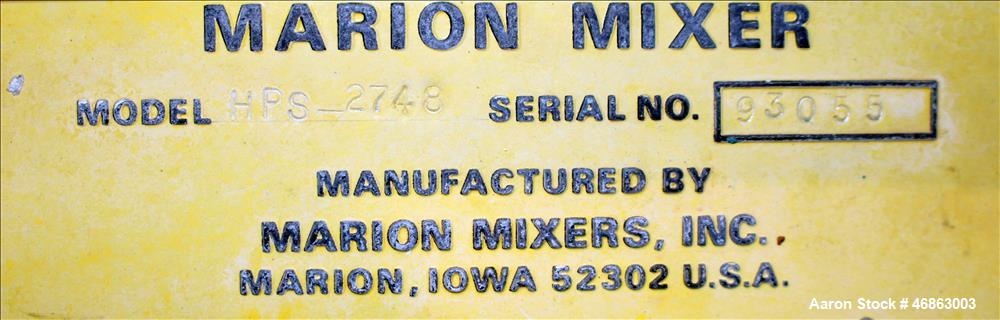 MARION MIXER
MODEL HPS-2748 SERIAL NO. 93055
MANUFACTURED BY
MARION MIXERS, INC.
MARION, IOWA 52302 U.S.A.
Aaron Stock # 46863003